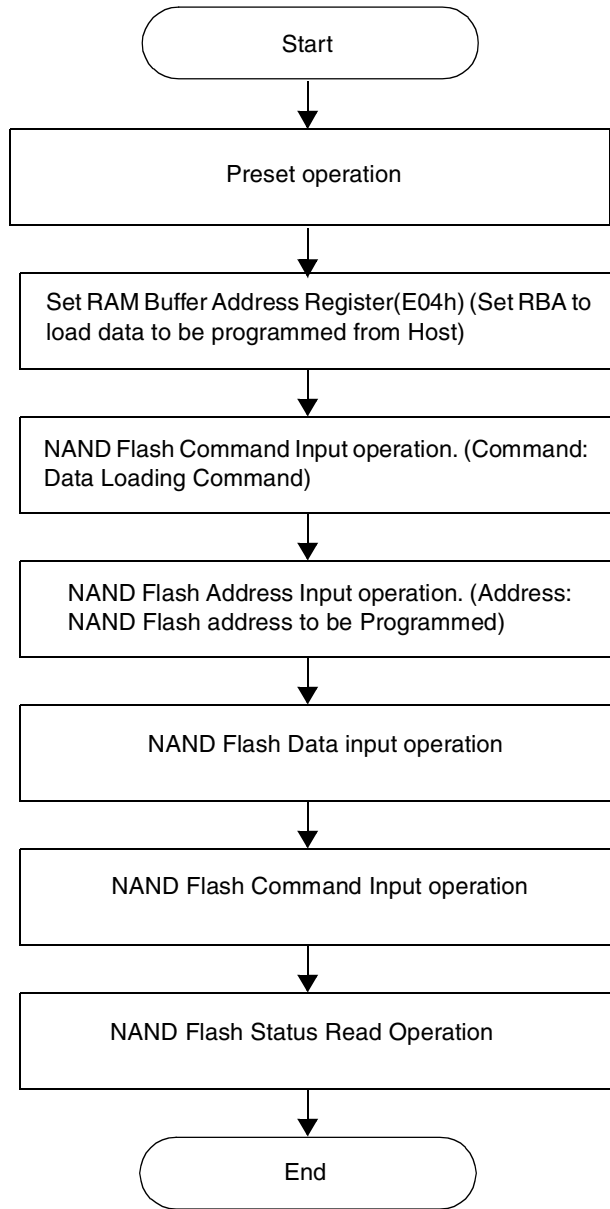 Start
Preset operation
Set RAM Buffer Address Register(E04h) (Set RBA to
load data to be programmed from Host)
NAND Flash Command Input operation. (Command:
Data Loading Command)
NAND Flash Address Input operation. (Address:
NAND Flash address to be Programmed)
NAND Flash Data input operation
NAND Flash Command Input operation
NAND Flash Status Read Operation
End